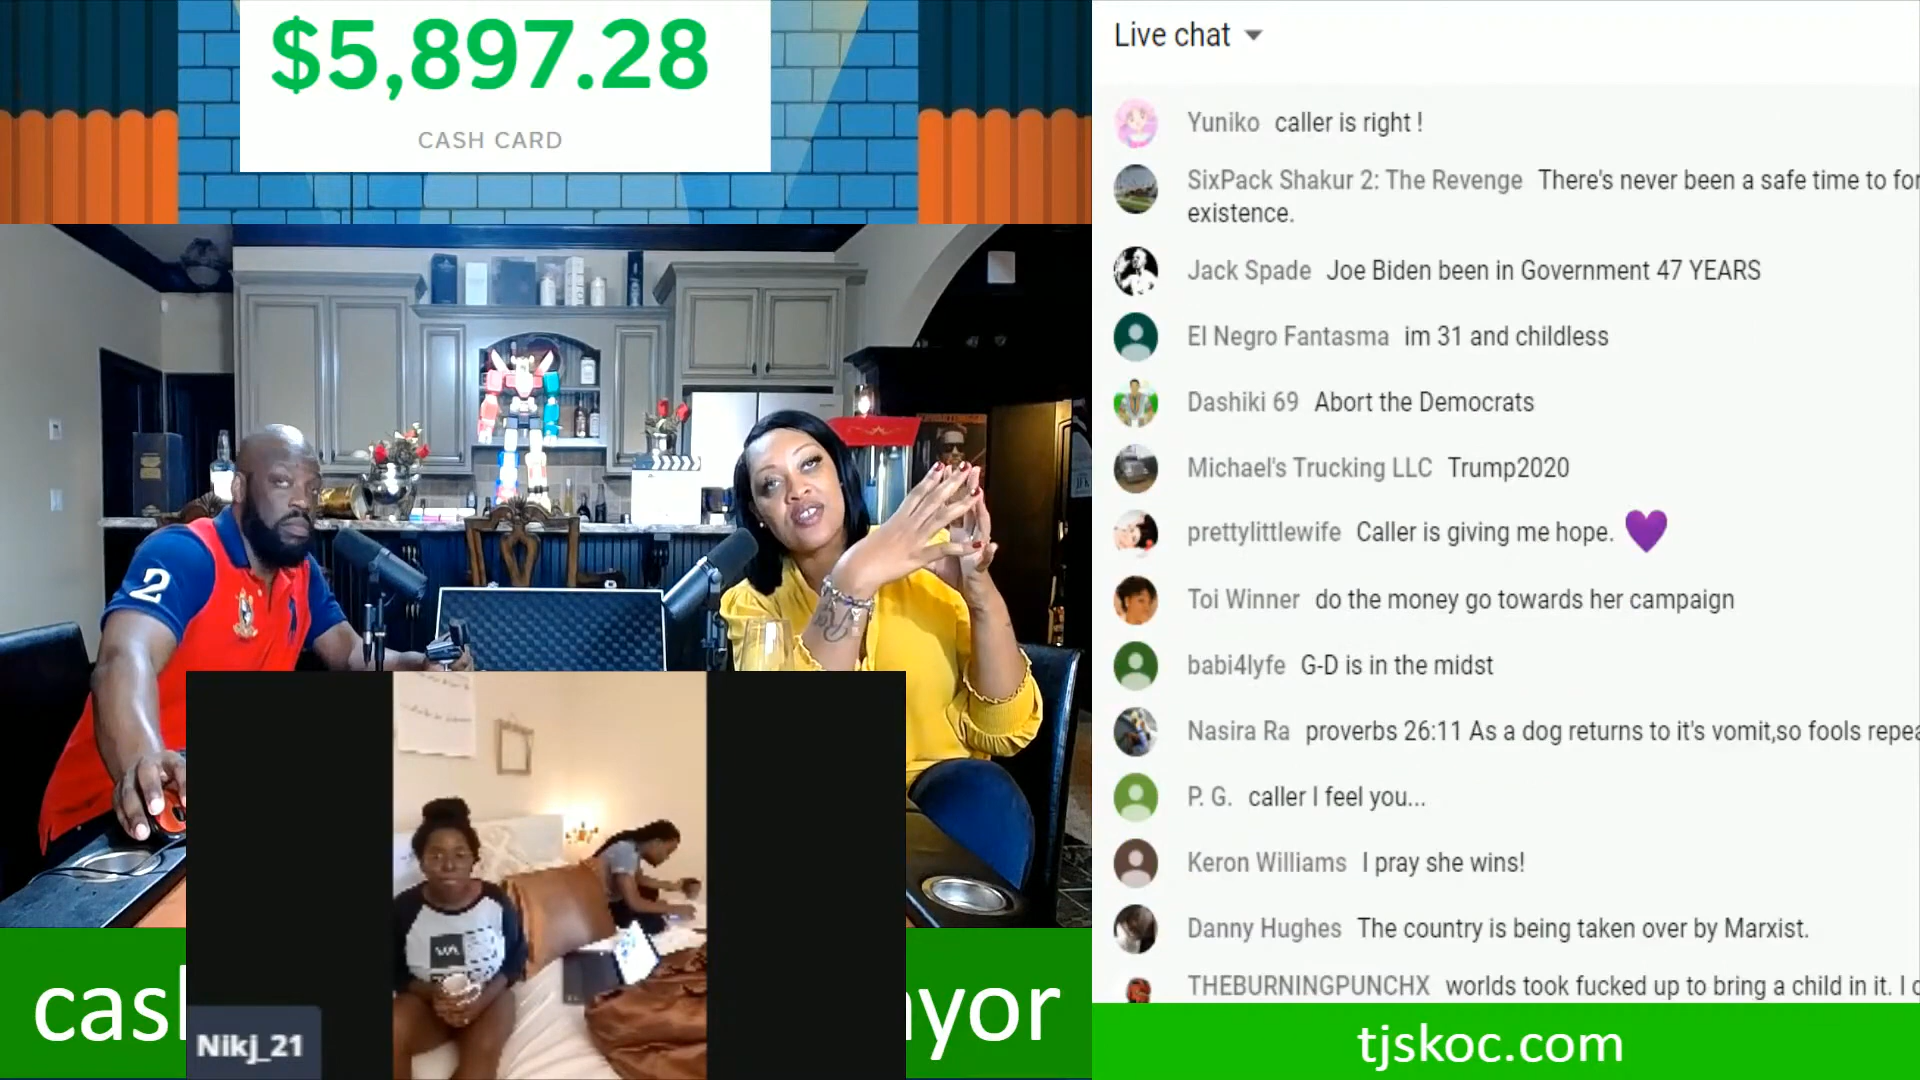 $5,897.28
CASH CARD
2
cas
ayor
Nikj_21
Live chat
Yuniko caller is right !
SixPack Shakur 2: The Revenge There's never been a safe time to for
existence.
Jack Spade Joe Biden been in Government 47 YEARS
El Negro Fantasma im 31 and childless
Dashiki 69 Abort the Democrats
Michael's Trucking LLC Trump2020
prettylittlewife Caller is giving me hope.
Toi Winner do the money go towards her campaign
babi4lyfe G-D is in the midst
Nasira Ra proverbs 26:11 As a dog returns to it's vomit,so fools repea
P. G. caller I feel you...
Keron Williams I pray she wins!
Danny Hughes The country is being taken over by Marxist.
THEBURNINGPUNCHX worlds took fucked up to bring a child in it. I
tjskoc.com